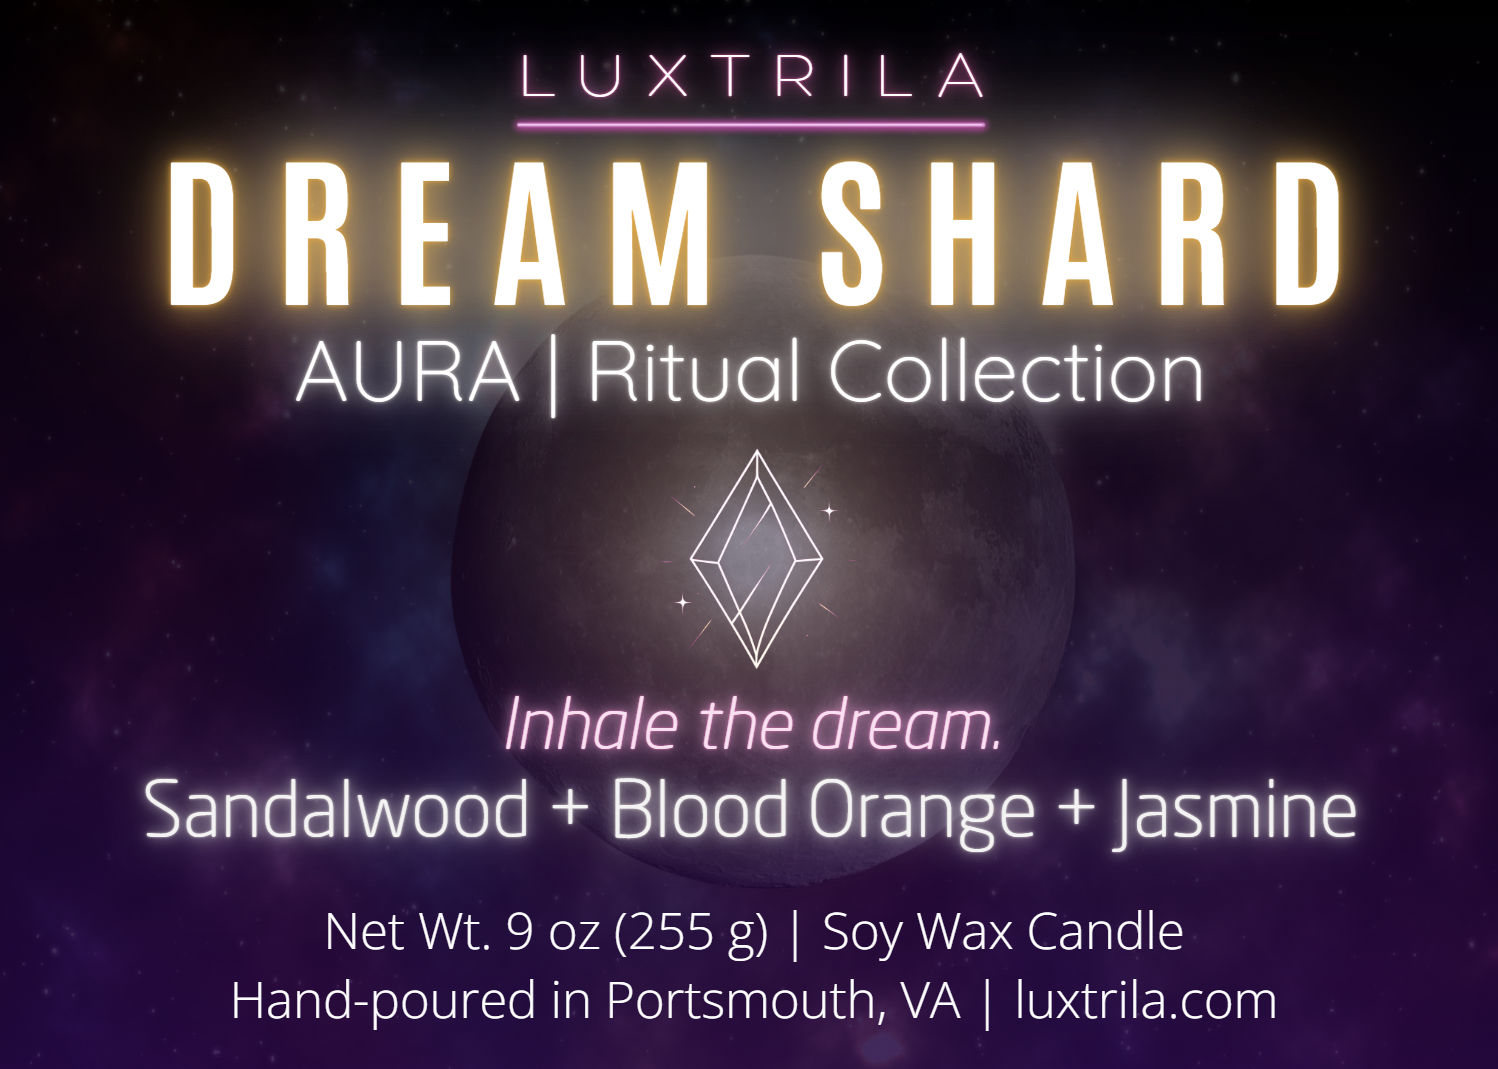 LUXTRILA
DREAM SHARD
AURA | Ritual Collection
Inhale the dream.
Sandalwood + Blood Orange + Jasmine
Net Wt. 9 oz (255 g) | Soy Wax Candle
Hand-poured in Portsmouth, VA | luxtrila.com